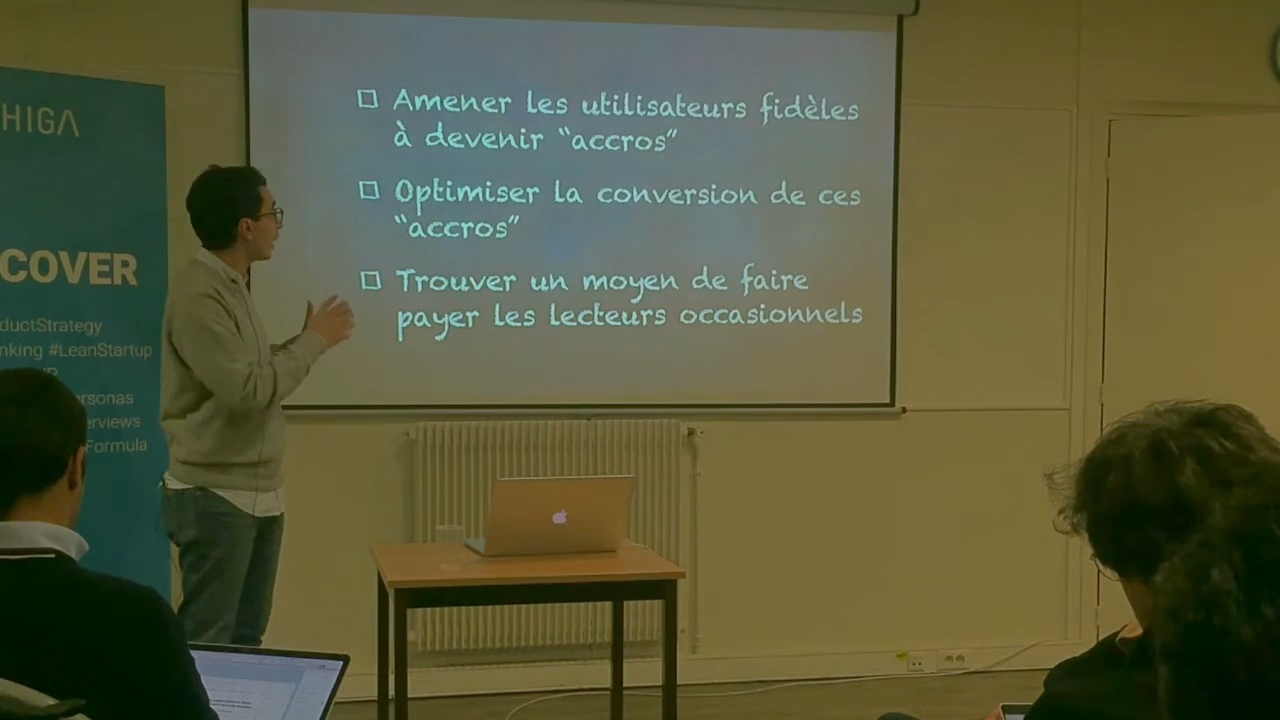 HIGA
COVER
ductStrategy
nking #LeanStartup
rsonas
erviews
Formula
☐ Amener les utilisateurs fidèles
à devenir "accros"
☐ Optimiser la conversion de ces
"accros"
☐ Trouver un moyen de faire
payer les lecteurs occasionnels